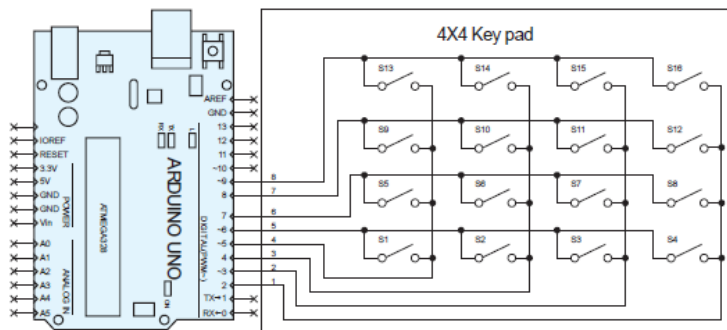 4X4 Key pad
S13
S14
S15
S16
AREF
GND
13
IOREF
12
S9
S10
S11
S12
RESET
11
3.3V
~10
5V
~9
8
GND
8
7
S5
S6
S7
S8
GND
Vin
7
6
~6
5
S1
S2
S3
S4
A0
~5
4
A1
4
3
A2
~3
2
A3
2
1
A4
TX→1
A5
RX←0
POWER
ANALOG IN
ATMEGA328
RX
TX
L
ARDUINO UNO
DIGITAL(PWM~)
ON